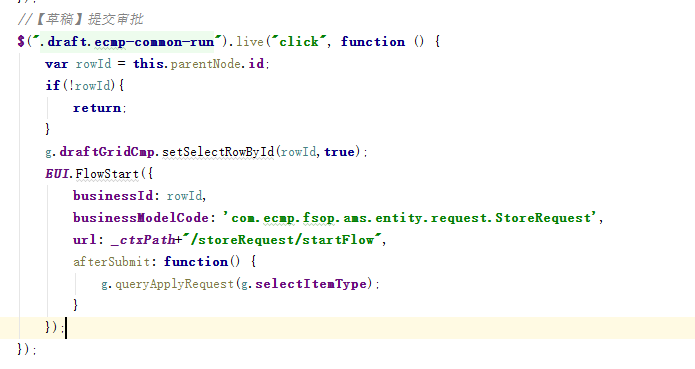 });
//【草稿】提交审批
$(".draft.ecmp-common-run").live("click", function () {
var rowId = this.parentNode.id;
if(!rowId){
return;
}
g.draftGridCmp.setSelectRowById(rowId,true);
EUI.FlowStart({
businessId: rowId,
businessModelCode: 'com.ecmp.fsop.ams.entity.request.StoreRequest',
url: _ctxPath+"/storeRequest/startFlow",
afterSubmit: function() {
g.queryApplyRequest(g.selectItemType);
}
});
});